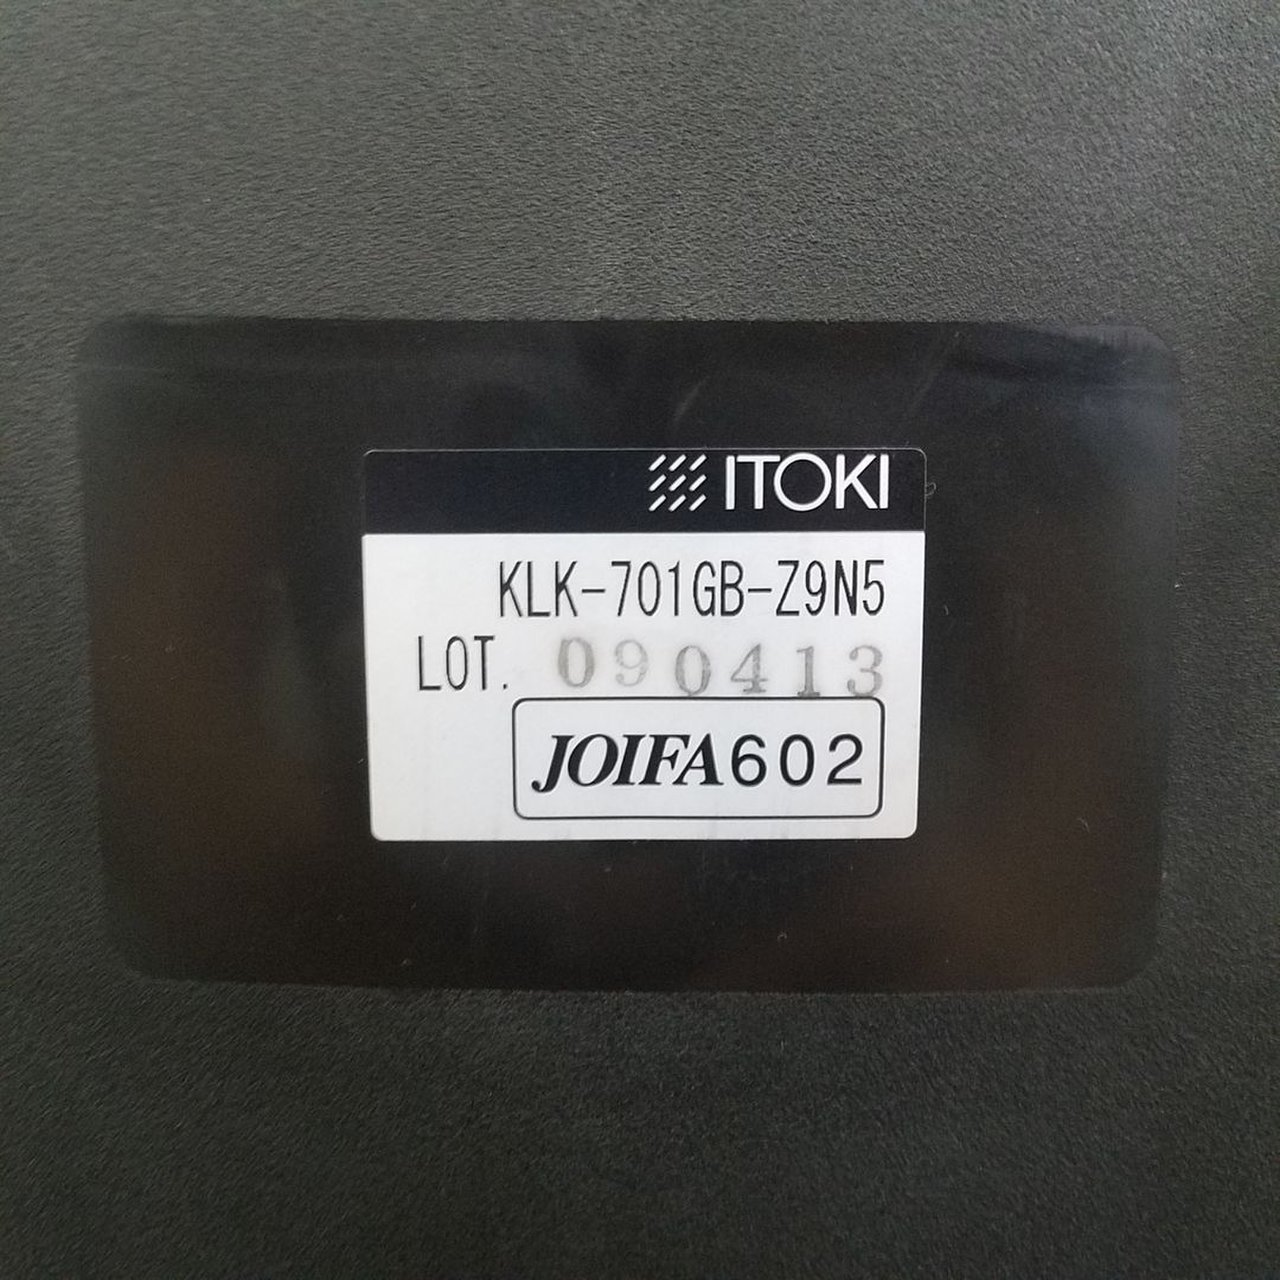 ITOKI
KLK-701GB-Z9N5
LOT. 090413
JOIFA602